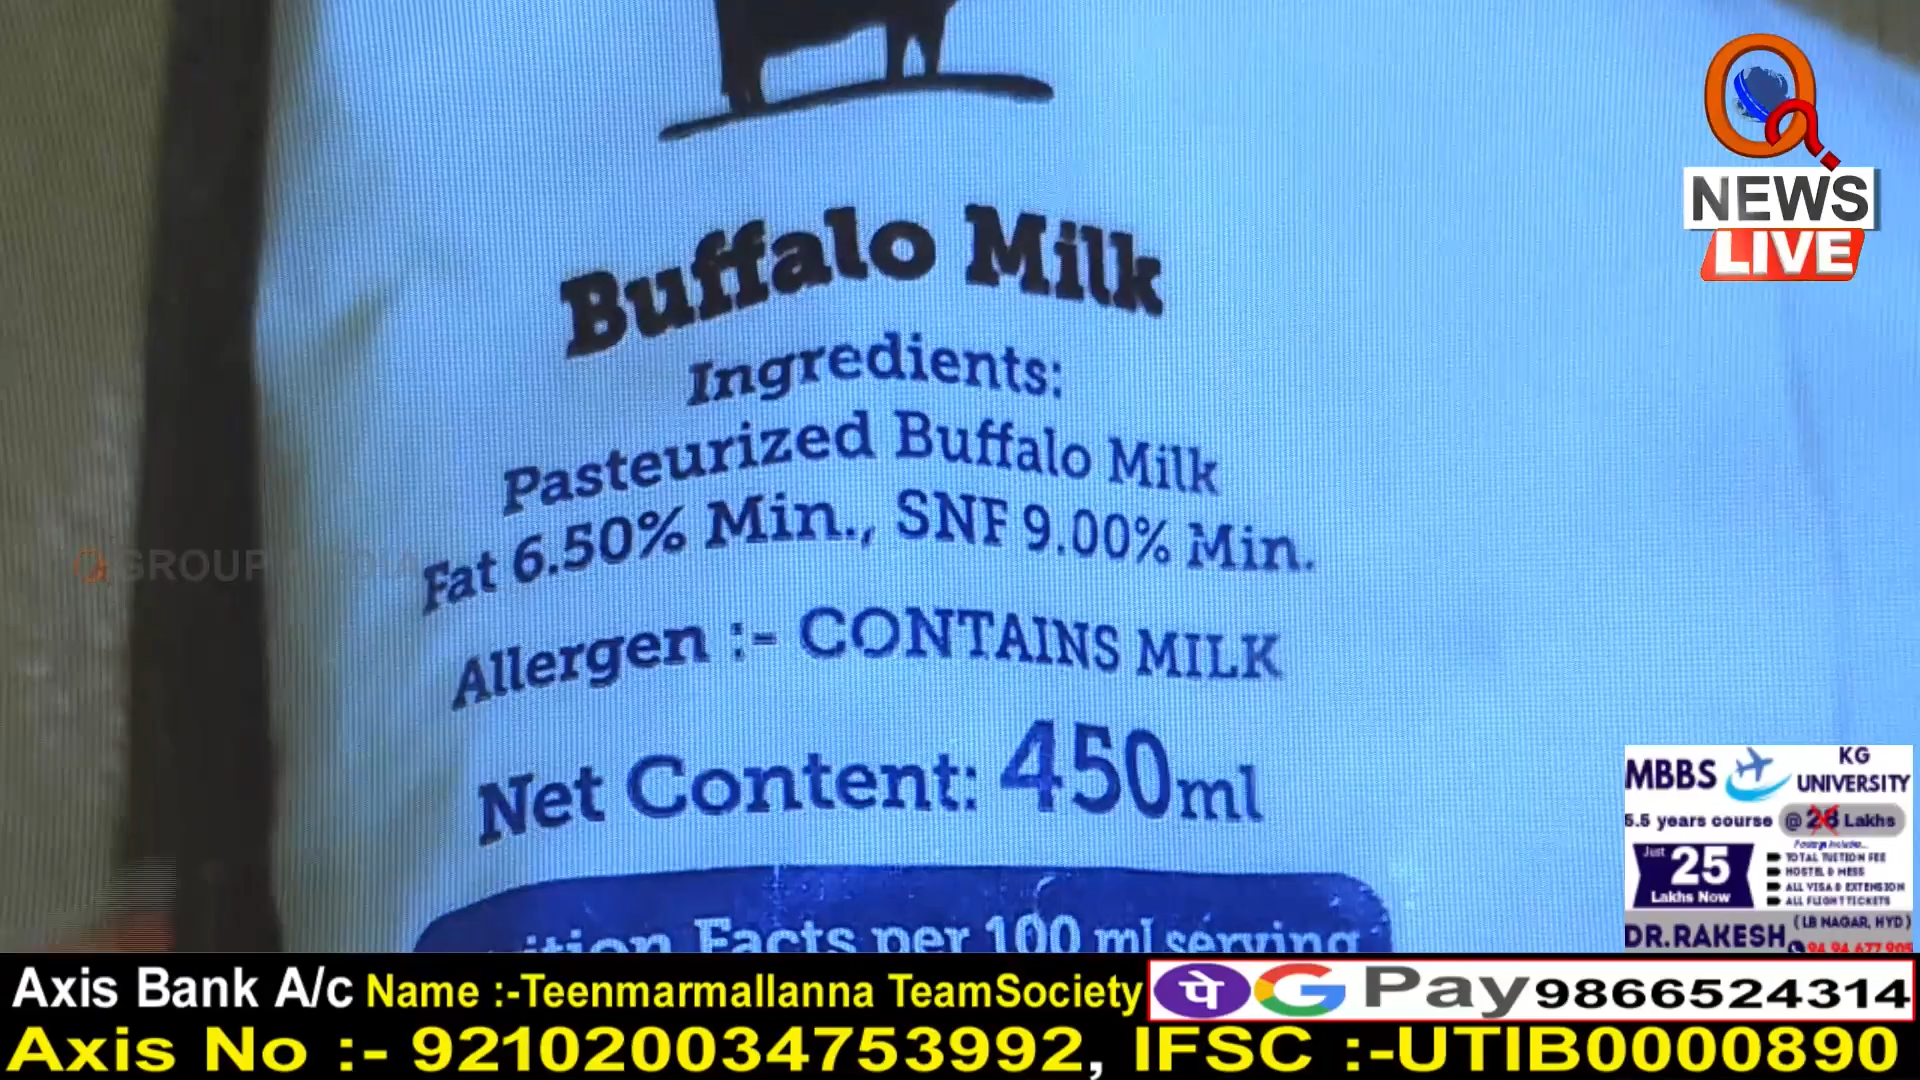 Buffalo Milk
Ingredients:
Pasteurized Buffalo Milk
Fat 6.50% Min., SNF 9.00% Min.
Allergen :- CONTAINS MILK
Net Content: 450ml
Facts per 100 ml serving
GROUP
Q
NEWS
LIVE
MBBS
KG
UNIVERSITY
5.5 years course @ 28 Lakhs
Just
25
Lakhs Now
TOTAL TUETION FEE
HOSTEL & MESS
ALL VISA & EXTENSION
ALL FLIGHT TICKETS
DR.RAKESH
(LB NAGAR, HYD)
Axis Bank A/c Name :-Teenmarmallanna TeamSociety
पे G Pay 9866524314
Axis No :- 921020034753992, IFSC :-UTIB0000890